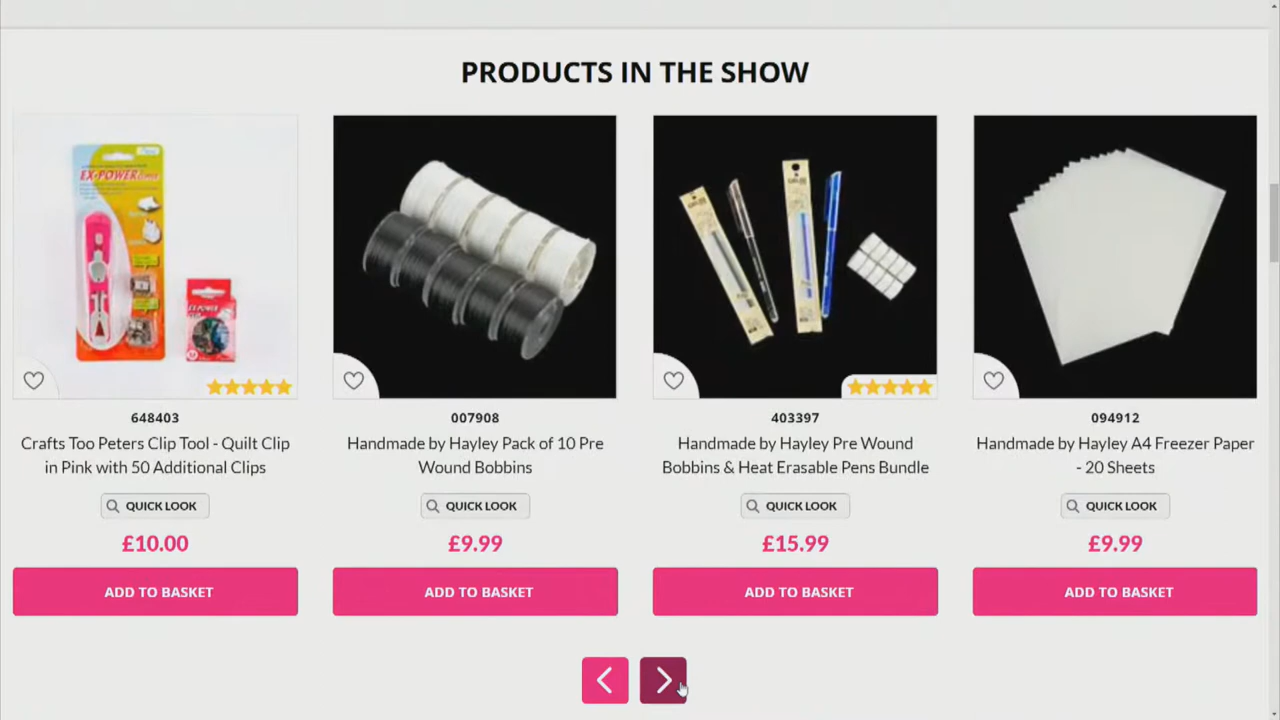 PRODUCTS IN THE SHOW
EX-POWER
EX-POWER
648403
Crafts Too Peters Clip Tool - Quilt Clip
in Pink with 50 Additional Clips
QUICK LOOK
£10.00
ADD TO BASKET
007908
Handmade by Hayley Pack of 10 Pre
Wound Bobbins
QUICK LOOK
£9.99
ADD TO BASKET
403397
Handmade by Hayley Pre Wound
Bobbins & Heat Erasable Pens Bundle
QUICK LOOK
£15.99
ADD TO BASKET
094912
Handmade by Hayley A4 Freezer Paper
- 20 Sheets
QUICK LOOK
£9.99
ADD TO BASKET